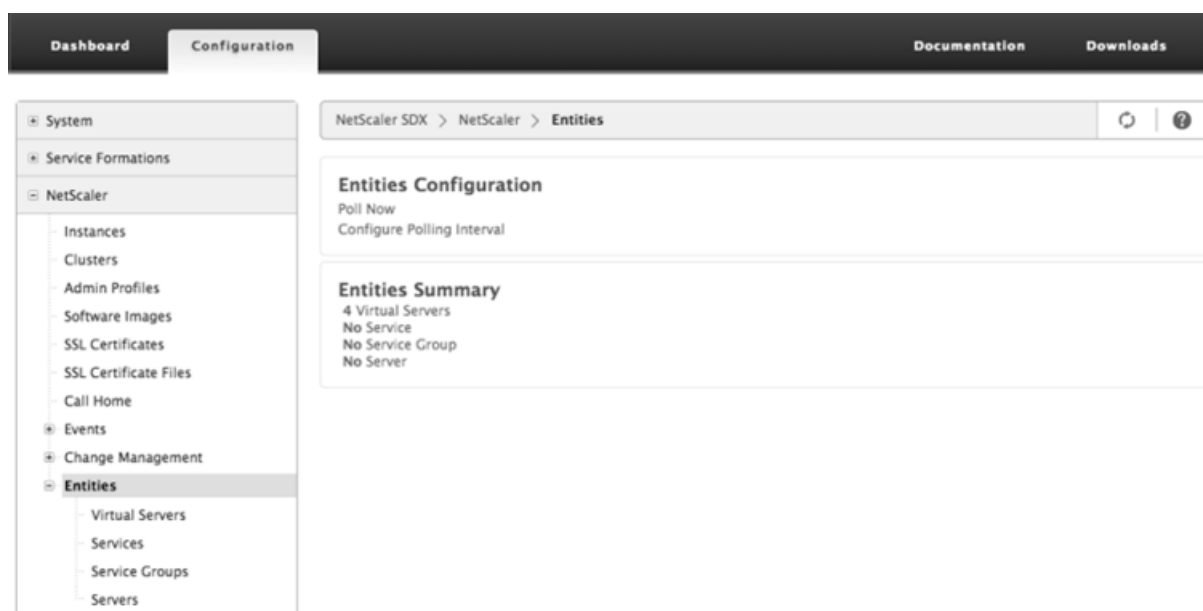 Dashboard
Configuration
Documentation
Downloads
System
Service Formations
NetScaler
Instances
Clusters
Admin Profiles
Software Images
SSL Certificates
SSL Certificate Files
Call Home
Events
Change Management
Entities
Virtual Servers
Services
Service Groups
Servers
NetScaler SDX > NetScaler > Entities
Entities Configuration
Poll Now
Configure Polling Interval
Entities Summary
4 Virtual Servers
No Service
No Service Group
No Server